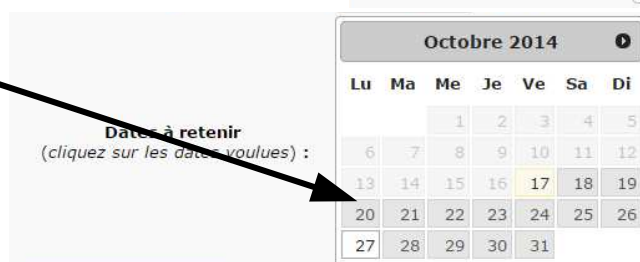 Octobre 2014
Lu Ma Me Je Ve Sa Di
1 2 3 4 5
6 7 8 9 10 11 12
13 14 15 16 17 18 19
20 21 22 23 24 25 26
27 28 29 30 31
Dates à retenir
(cliquez sur les dates voulues) :